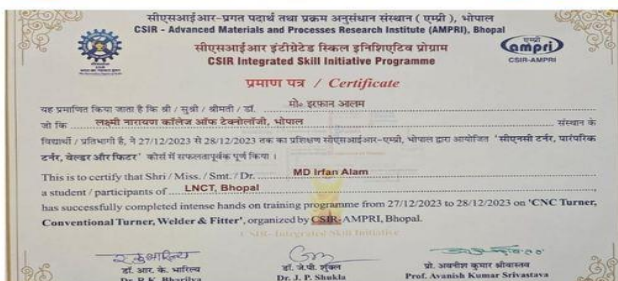 सीएसआईआर-प्रगत पदार्थ तथा प्रक्रम अनुसंधान संस्थान ( एम्प्री ), भोपाल
CSIR - Advanced Materials and Processes Research Institute (AMPRI), Bhopal
सीएसआईआर इंटीग्रेटेड स्किल इनिशिएटिव प्रोग्राम
CSIR Integrated Skill Initiative Programme
एम्प्री
ampri
CSIR-AMPRI
प्रमाण पत्र / Certificate
यह प्रमाणित किया जाता है कि श्री / सुश्री / श्रीमती / डॉ. मो० इरफान आलम
जो कि लक्ष्मी नारायण कॉलेज ऑफ टेक्नोलॉजी, भोपाल संस्थान के
विद्यार्थी / प्रतिभागी है, ने 27/12/2023 से 28/12/2023 तक का प्रशिक्षण सीएसआईआर-एम्प्री, भोपाल द्वारा आयोजित 'सीएनसी टर्नर, पारंपरिक
टर्नर, वेल्डर और फिटर' कोर्स में सफलतापूर्वक पूर्ण किया ।
This is to certify that Shri / Miss. / Smt. / Dr. MD Irfan Alam
a student / participants of LNCT, Bhopal
has successfully completed intense hands on training programme from 27/12/2023 to 28/12/2023 on 'CNC Turner,
Conventional Turner, Welder & Fitter', organized by CSIR-AMPRI, Bhopal.
CSIR- Integrated Skill Initiative
डॉ. आर. के. भारिल्य
डॉ. जे.पी. शुक्ल
प्रो. अवनीश कुमार श्रीवास्तव
Dr. R.K. Bharilya
Dr. J. P. Shukla
Prof. Avanish Kumar Srivastava